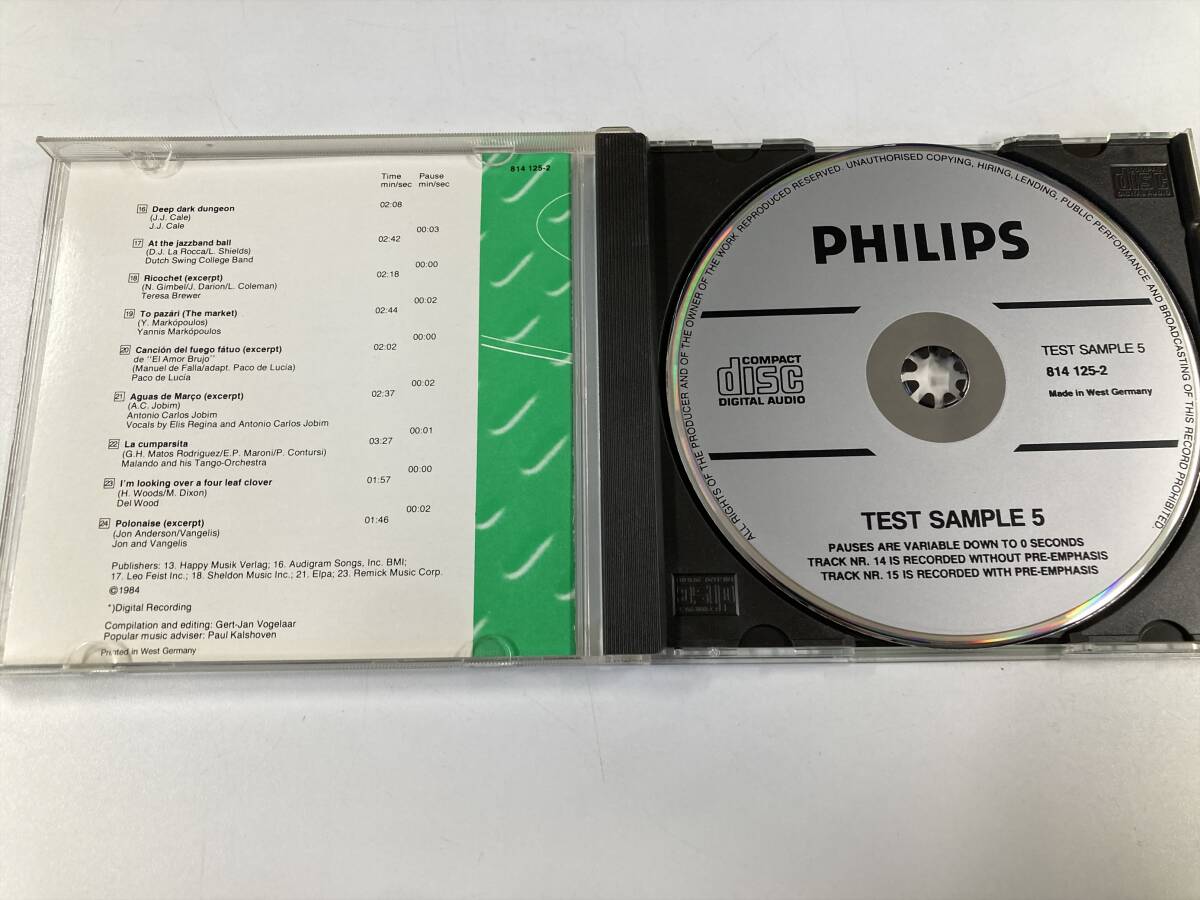 Time Pause
min/sec min/sec
814 125-2
16 Deep dark dungeon 02:08
(J.J. Cale)
J.J. Cale
00:03
17 At the jazzband ball 02:42
(D.J. La Rocca/L. Shields)
Dutch Swing College Band
00:00
18 Ricochet (excerpt) 02:18
(N. Gimbel/J. Darion/L. Coleman)
Teresa Brewer
00:02
19 To pazári (The market) 02:44
(Y. Markópoulos)
Yannis Markópoulos
00:00
20 Canción del fuego fátuo (excerpt) 02:02
de "El Amor Brujo"
(Manuel de Falla/adapt. Paco de Lucía)
Paco de Lucía
00:02
21 Aguas de Março (excerpt) 02:37
(A.C. Jobim)
Antonio Carlos Jobim
Vocals by Elis Regina and Antonio Carlos Jobim
00:01
22 La cumparsita 03:27
(G.H. Matos Rodriguez/E.P. Maroni/P. Contursi)
Malando and his Tango-Orchestra
00:00
23 I'm looking over a four leaf clover 01:57
(H. Woods/M. Dixon)
Del Wood
00:02
24 Polonaise (excerpt) 01:46
(Jon Anderson/Vangelis)
Jon and Vangelis
Publishers: 13. Happy Musik Verlag; 16. Audigram Songs, Inc. BMI;
17. Leo Feist Inc.; 18. Sheldon Music Inc.; 21. Elpa; 23. Remick Music Corp.
©1984
*)Digital Recording
Compilation and editing: Gert-Jan Vogelaar
Popular music adviser: Paul Kalshoven
Printed in West Germany
ALL RIGHTS OF THE PRODUCER AND OF THE OWNER OF THE WORK REPRODUCED RESERVED. UNAUTHORISED COPYING, HIRING, LENDING, PUBLIC PERFORMANCE AND BROADCASTING OF THIS RECORD PROHIBITED.
PHILIPS
COMPACT
disc
DIGITAL AUDIO
TEST SAMPLE 5
814 125-2
Made in West Germany
TEST SAMPLE 5
PAUSES ARE VARIABLE DOWN TO 0 SECONDS
TRACK NR. 14 IS RECORDED WITHOUT PRE-EMPHASIS
TRACK NR. 15 IS RECORDED WITH PRE-EMPHASIS
COMPACT
disc
DIGITAL AUDIO
COMPACT
disc
DIGITAL AUDIO